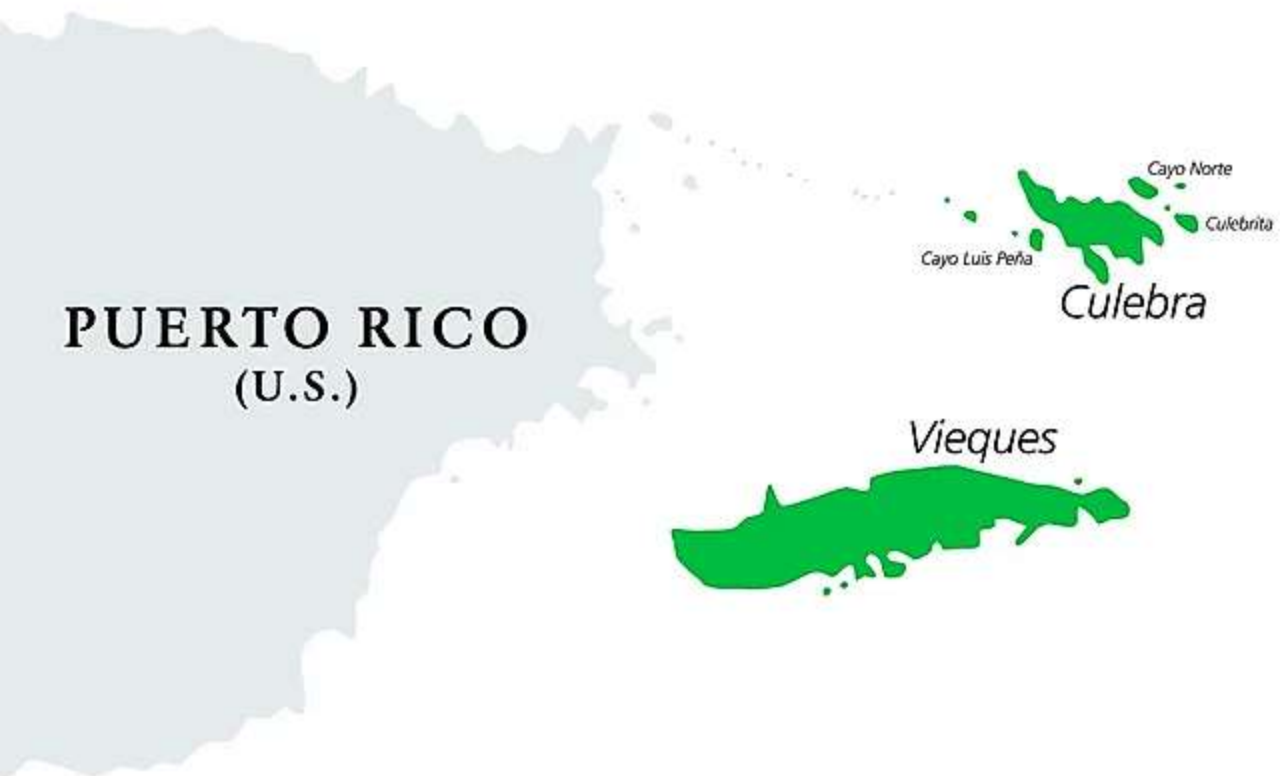 Cayo Norte
Culebrita
Cayo Luis Peña
Culebra
PUERTO RICO
(U.S.)
Vieques